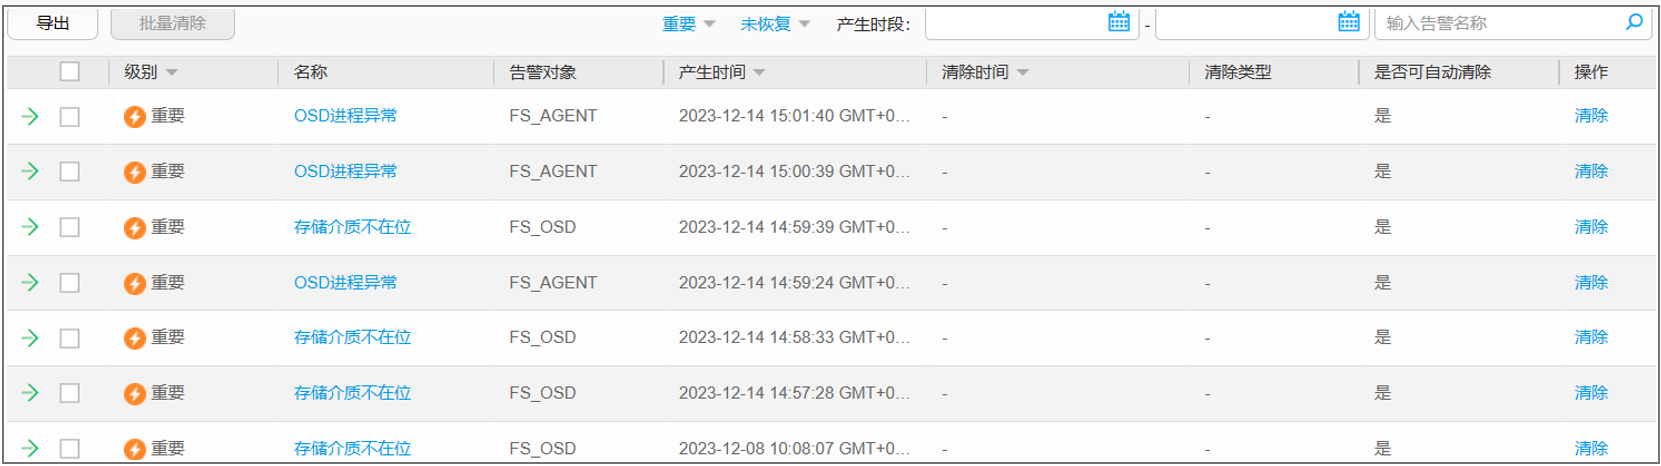 导出 批量清除 重要 未恢复 产生时段: - 输入告警名称
级别 名称 告警对象 产生时间 清除时间 清除类型 是否可自动清除 操作
重要 OSD进程异常 FS_AGENT 2023-12-14 15:01:40 GMT+0... - - 是 清除
重要 OSD进程异常 FS_AGENT 2023-12-14 15:00:39 GMT+0... - - 是 清除
重要 存储介质不在位 FS_OSD 2023-12-14 14:59:39 GMT+0... - - 是 清除
重要 OSD进程异常 FS_AGENT 2023-12-14 14:59:24 GMT+0... - - 是 清除
重要 存储介质不在位 FS_OSD 2023-12-14 14:58:33 GMT+0... - - 是 清除
重要 存储介质不在位 FS_OSD 2023-12-14 14:57:28 GMT+0... - - 是 清除
重要 存储介质不在位 FS_OSD 2023-12-08 10:08:07 GMT+0... - - 是 清除